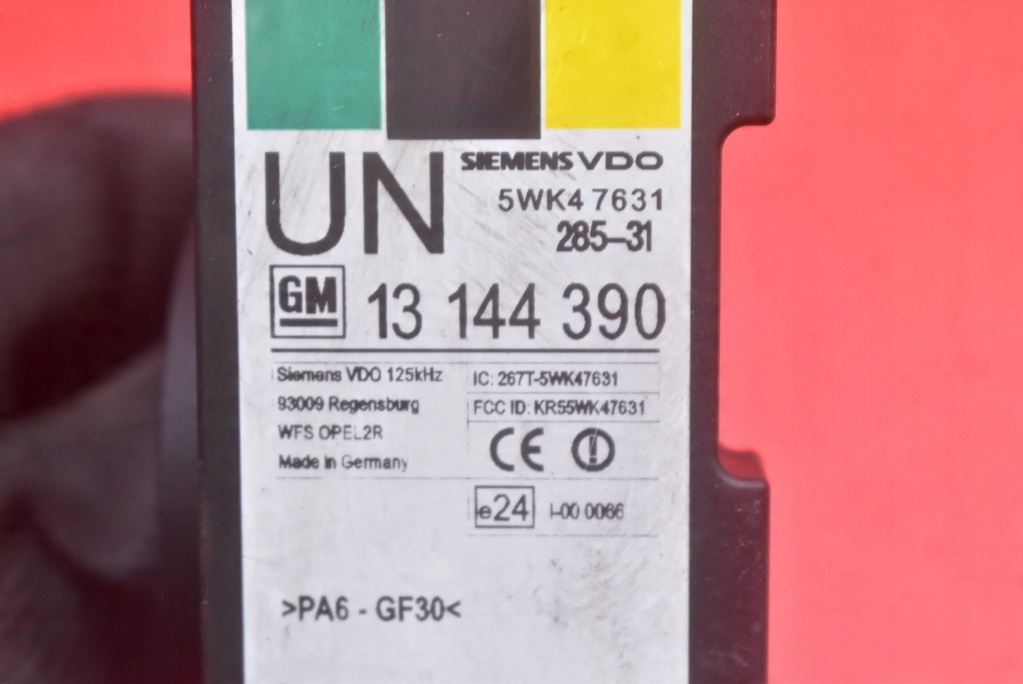 UN
SIEMENS VDO
5WK4 7631
285-31
GM 13 144 390
Siemens VDO 125kHz
93009 Regensburg
WFS OPEL2R
Made in Germany
IC: 267T-5WK47631
FCC ID: KR55WK47631
CE
e24 I-00 0066
>PA6 - GF30<